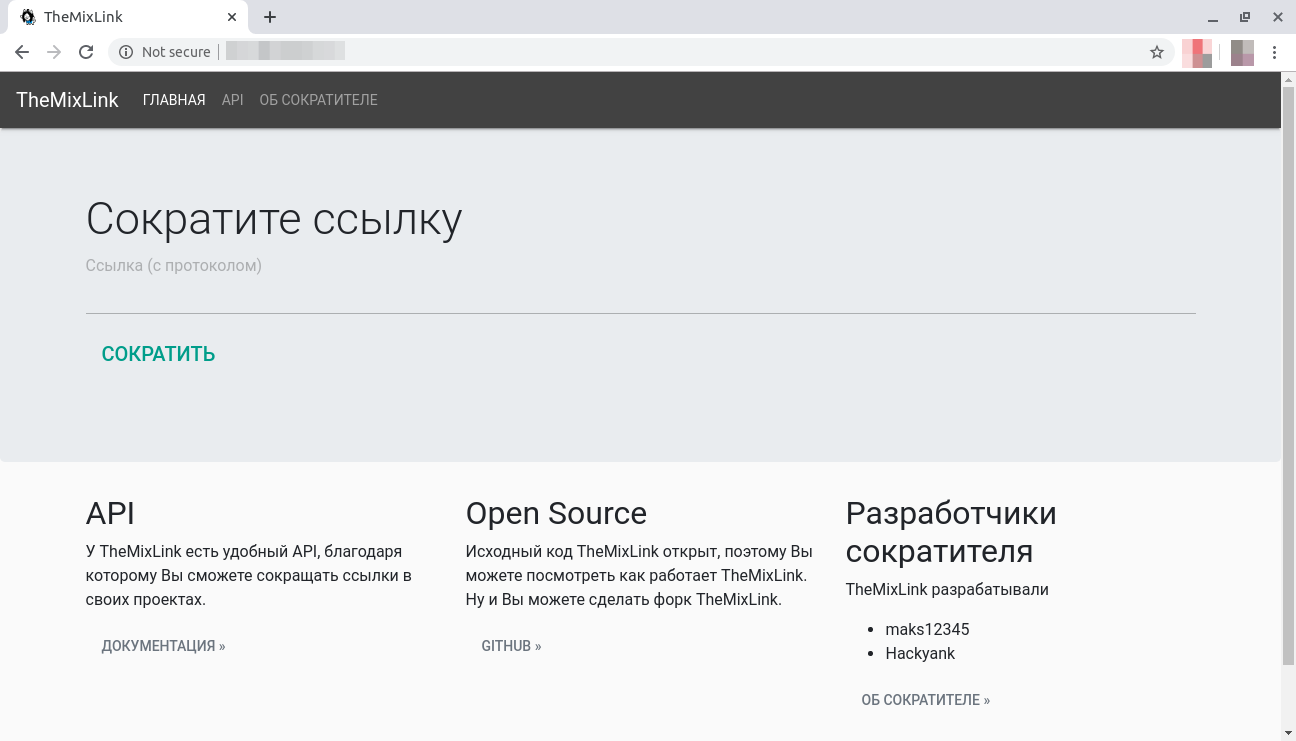 TheMixLink
Not secure
TheMixLink ГЛАВНАЯ API ОБ СОКРАТИТЕЛЕ
Сократите ссылку
Ссылка (с протоколом)
СОКРАТИТЬ
API
У TheMixLink есть удобный API, благодаря
которому Вы сможете сокращать ссылки в
своих проектах.
ДОКУМЕНТАЦИЯ »
Open Source
Исходный код TheMixLink открыт, поэтому Вы
можете посмотреть как работает TheMixLink.
Ну и Вы можете сделать форк TheMixLink.
GITHUB »
Разработчики
сократителя
TheMixLink разрабатывали
maks12345
Hackyank
ОБ СОКРАТИТЕЛЕ »